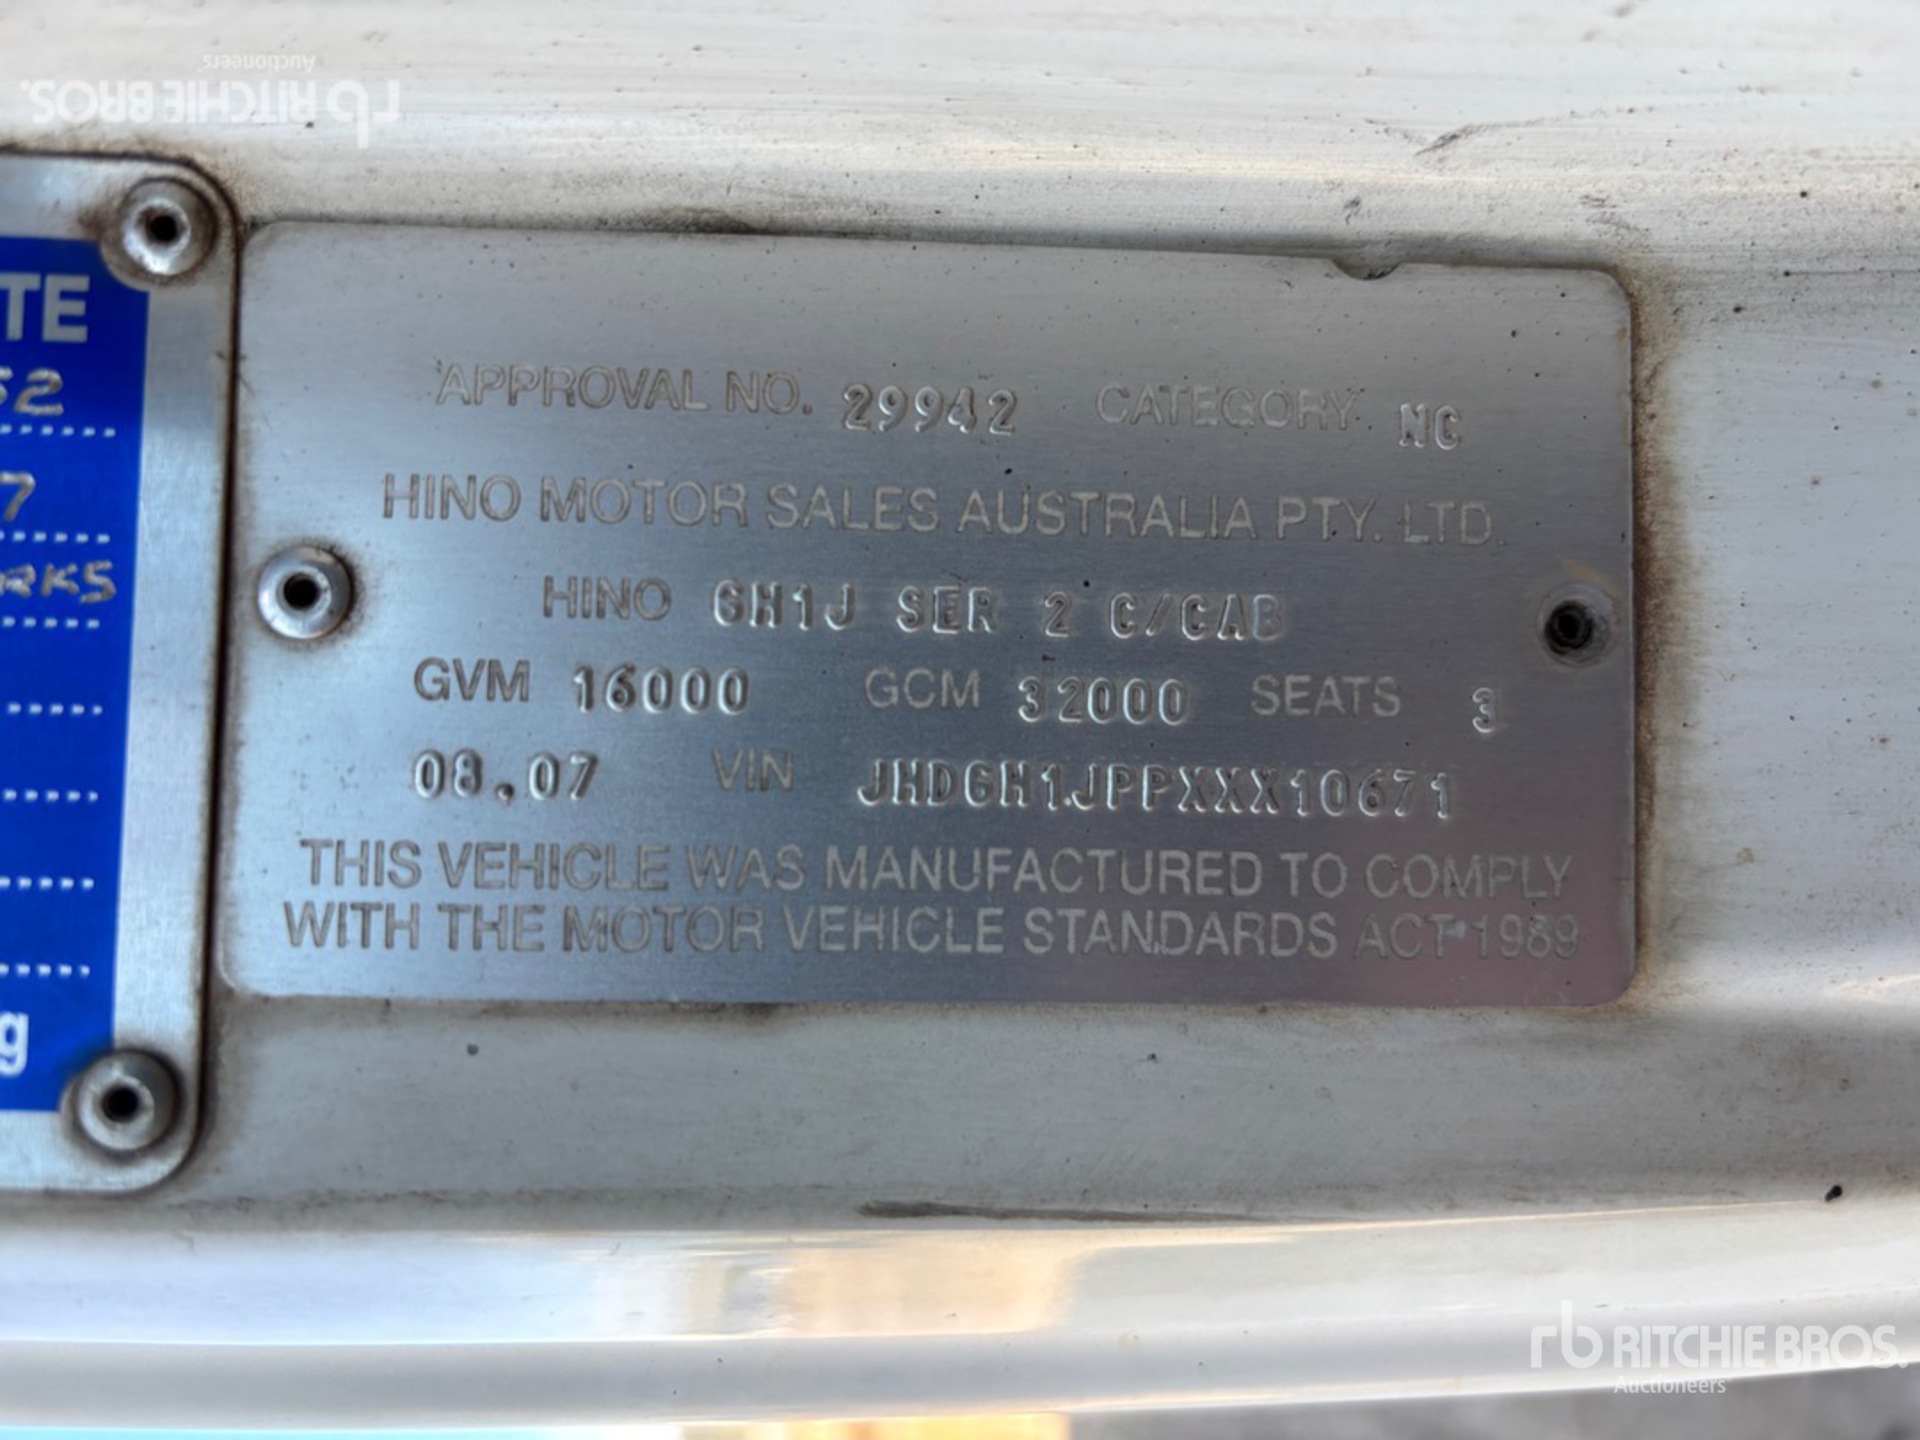 Auctioneers
rb RITCHIE BROS.
TE
52
7
RKS
g
APPROVAL NO. 29942 CATEGORY NC
HINO MOTOR SALES AUSTRALIA PTY. LTD.
HINO GH1J SER 2 C/CAB
GVM 16000 GCM 32000 SEATS 3
08.07 VIN JHDGH1JPPXXX10671
THIS VEHICLE WAS MANUFACTURED TO COMPLY
WITH THE MOTOR VEHICLE STANDARDS ACT 1989
rb RITCHIE BROS.
Auctioneers